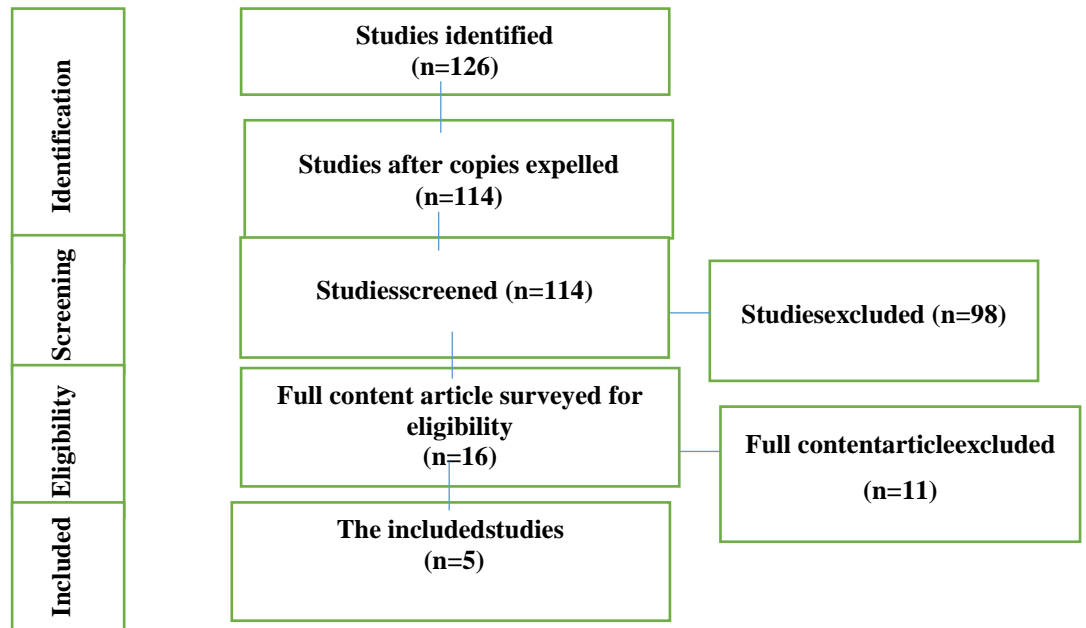 Identification
Studies identified
(n=126)
Studies after copies expelled
(n=114)
Screening
Studiesscreened (n=114)
Studiesexcluded (n=98)
Eligibility
Full content article surveyed for
eligibility
(n=16)
Full contentarticleexcluded
(n=11)
Included
The includedstudies
(n=5)